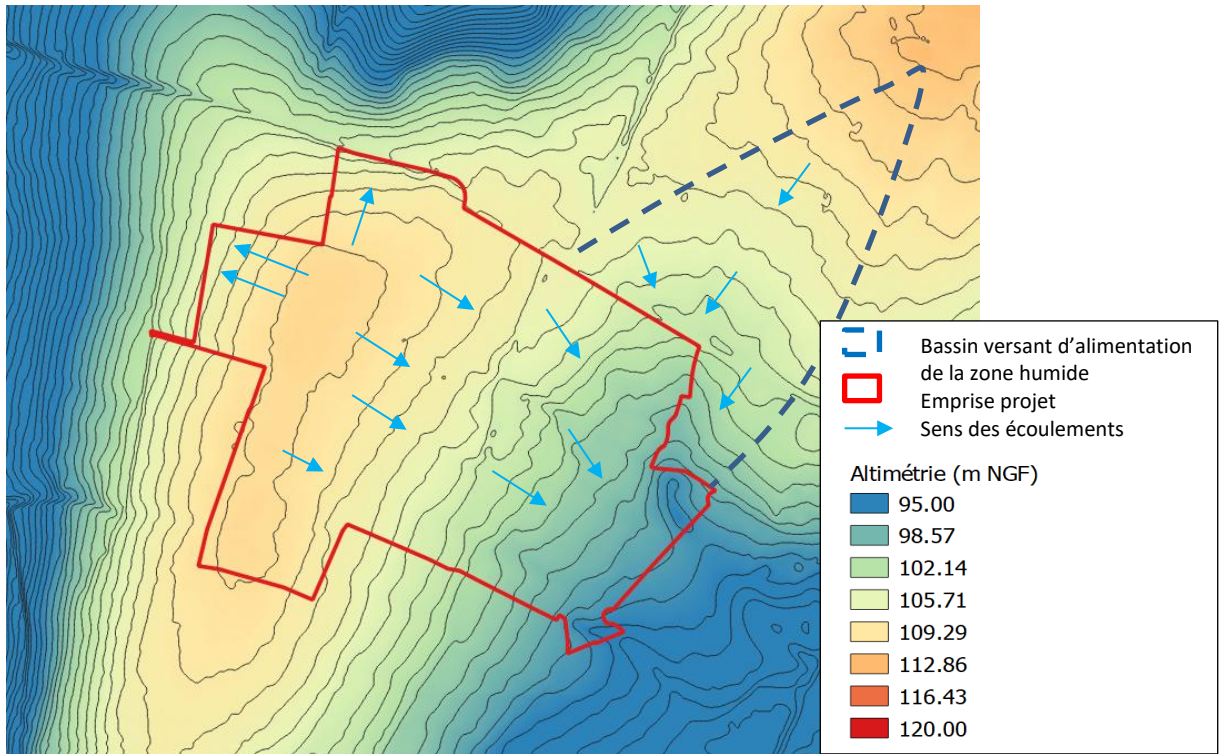 Bassin versant d’alimentation
de la zone humide
Emprise projet
Sens des écoulements
Altimétrie (m NGF)
95.00
98.57
102.14
105.71
109.29
112.86
116.43
120.00